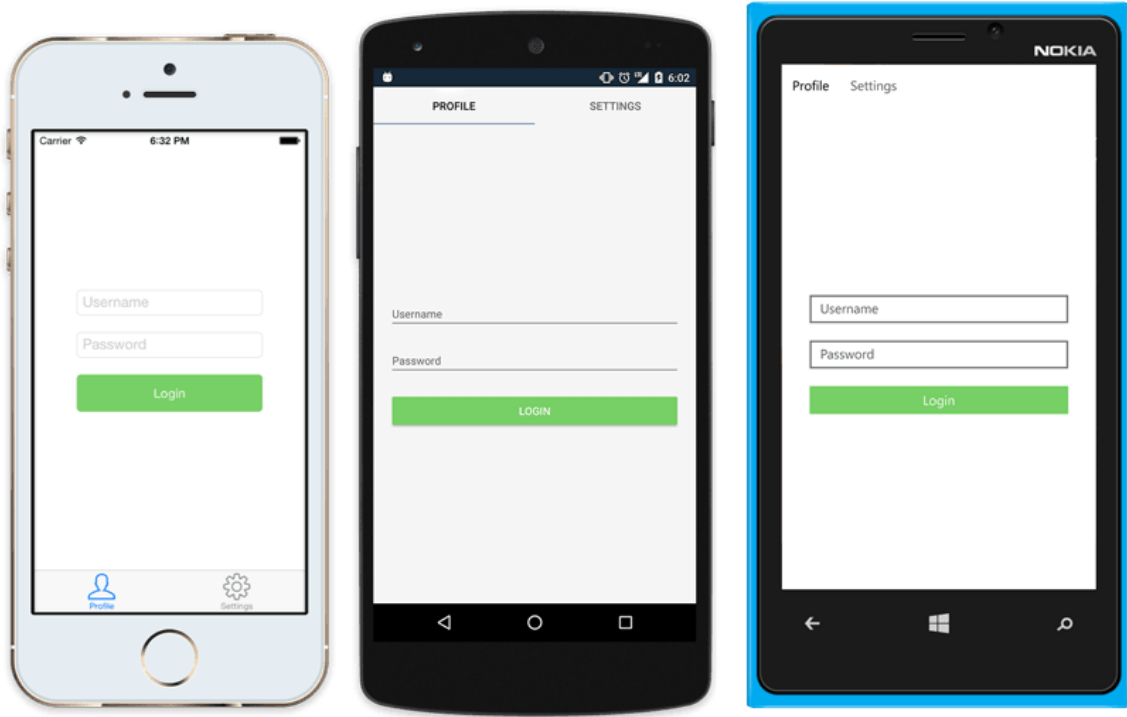 Carrier
6:32 PM
Username
Password
Login
Profile
Settings
6:02
PROFILE
SETTINGS
Username
Password
LOGIN
NOKIA
Profile
Settings
Username
Password
Login